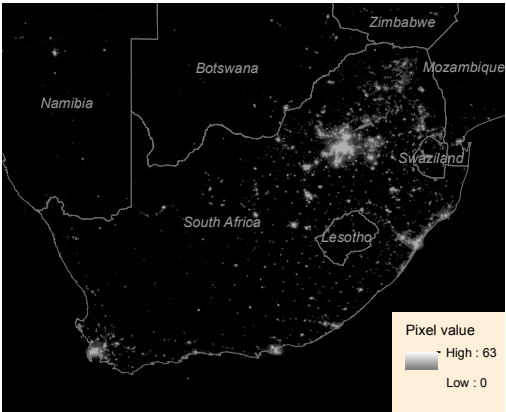 Zimbabwe
Botswana
Mozambique
Namibia
Swaziland
South Africa
Lesotho
Pixel value
High : 63
Low : 0